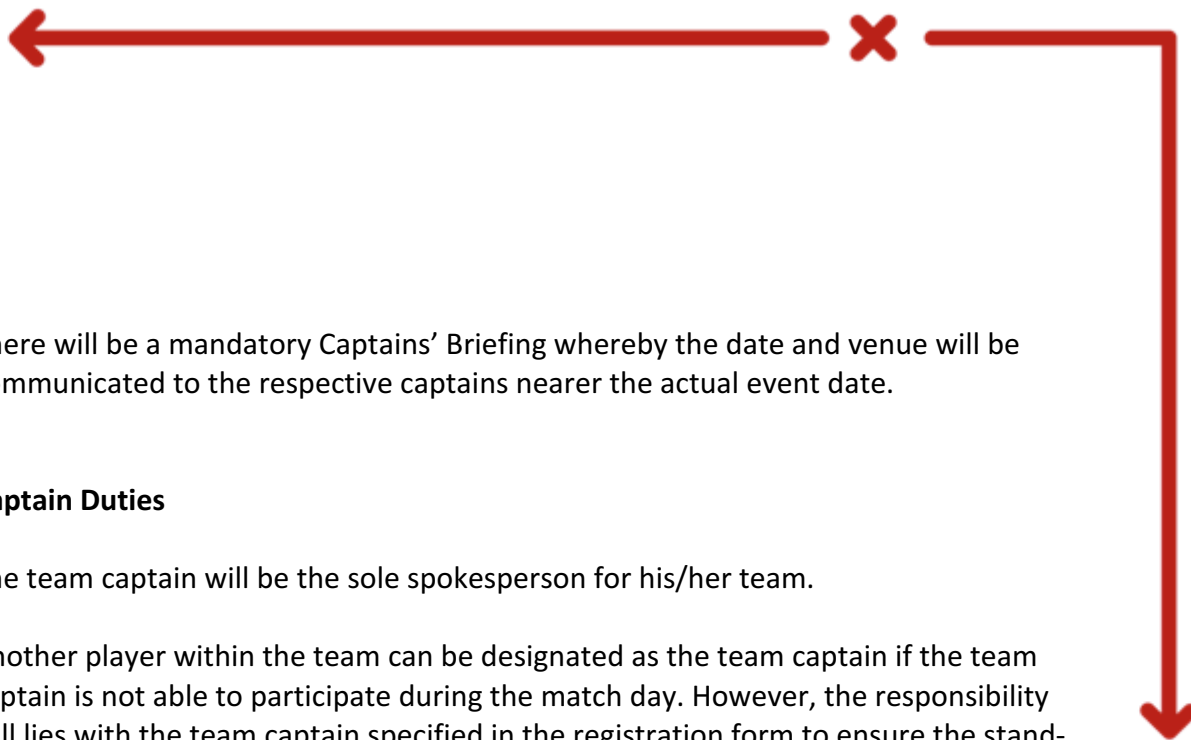 here will be a mandatory Captains’ Briefing whereby the date and venue will be
ommunicated to the respective captains nearer the actual event date.
aptain Duties
e team captain will be the sole spokesperson for his/her team.
nother player within the team can be designated as the team captain if the team
aptain is not able to participate during the match day. However, the responsibility
ll lies with the team captain specified in the registration form to ensure the stand-